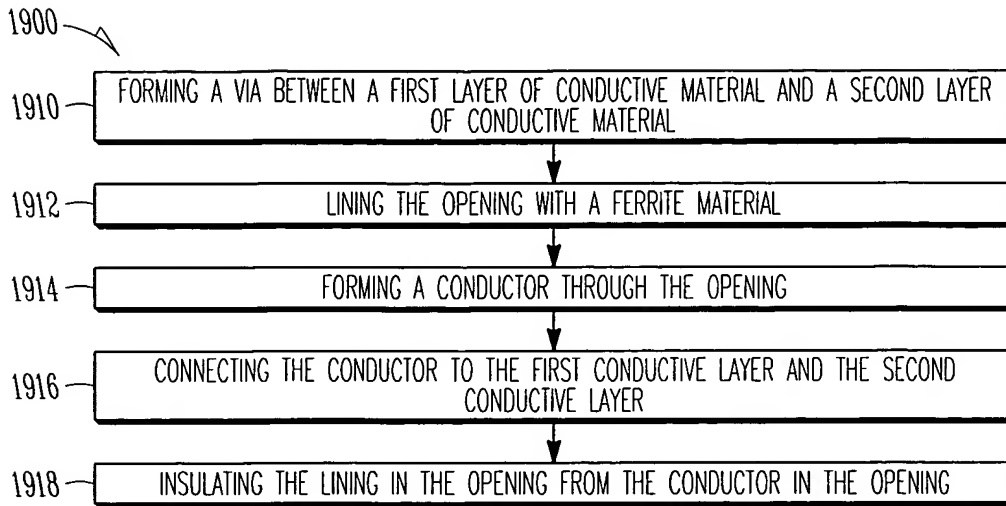 1900
1910
FORMING A VIA BETWEEN A FIRST LAYER OF CONDUCTIVE MATERIAL AND A SECOND LAYER
OF CONDUCTIVE MATERIAL
1912
LINING THE OPENING WITH A FERRITE MATERIAL
1914
FORMING A CONDUCTOR THROUGH THE OPENING
1916
CONNECTING THE CONDUCTOR TO THE FIRST CONDUCTIVE LAYER AND THE SECOND
CONDUCTIVE LAYER
1918
INSULATING THE LINING IN THE OPENING FROM THE CONDUCTOR IN THE OPENING